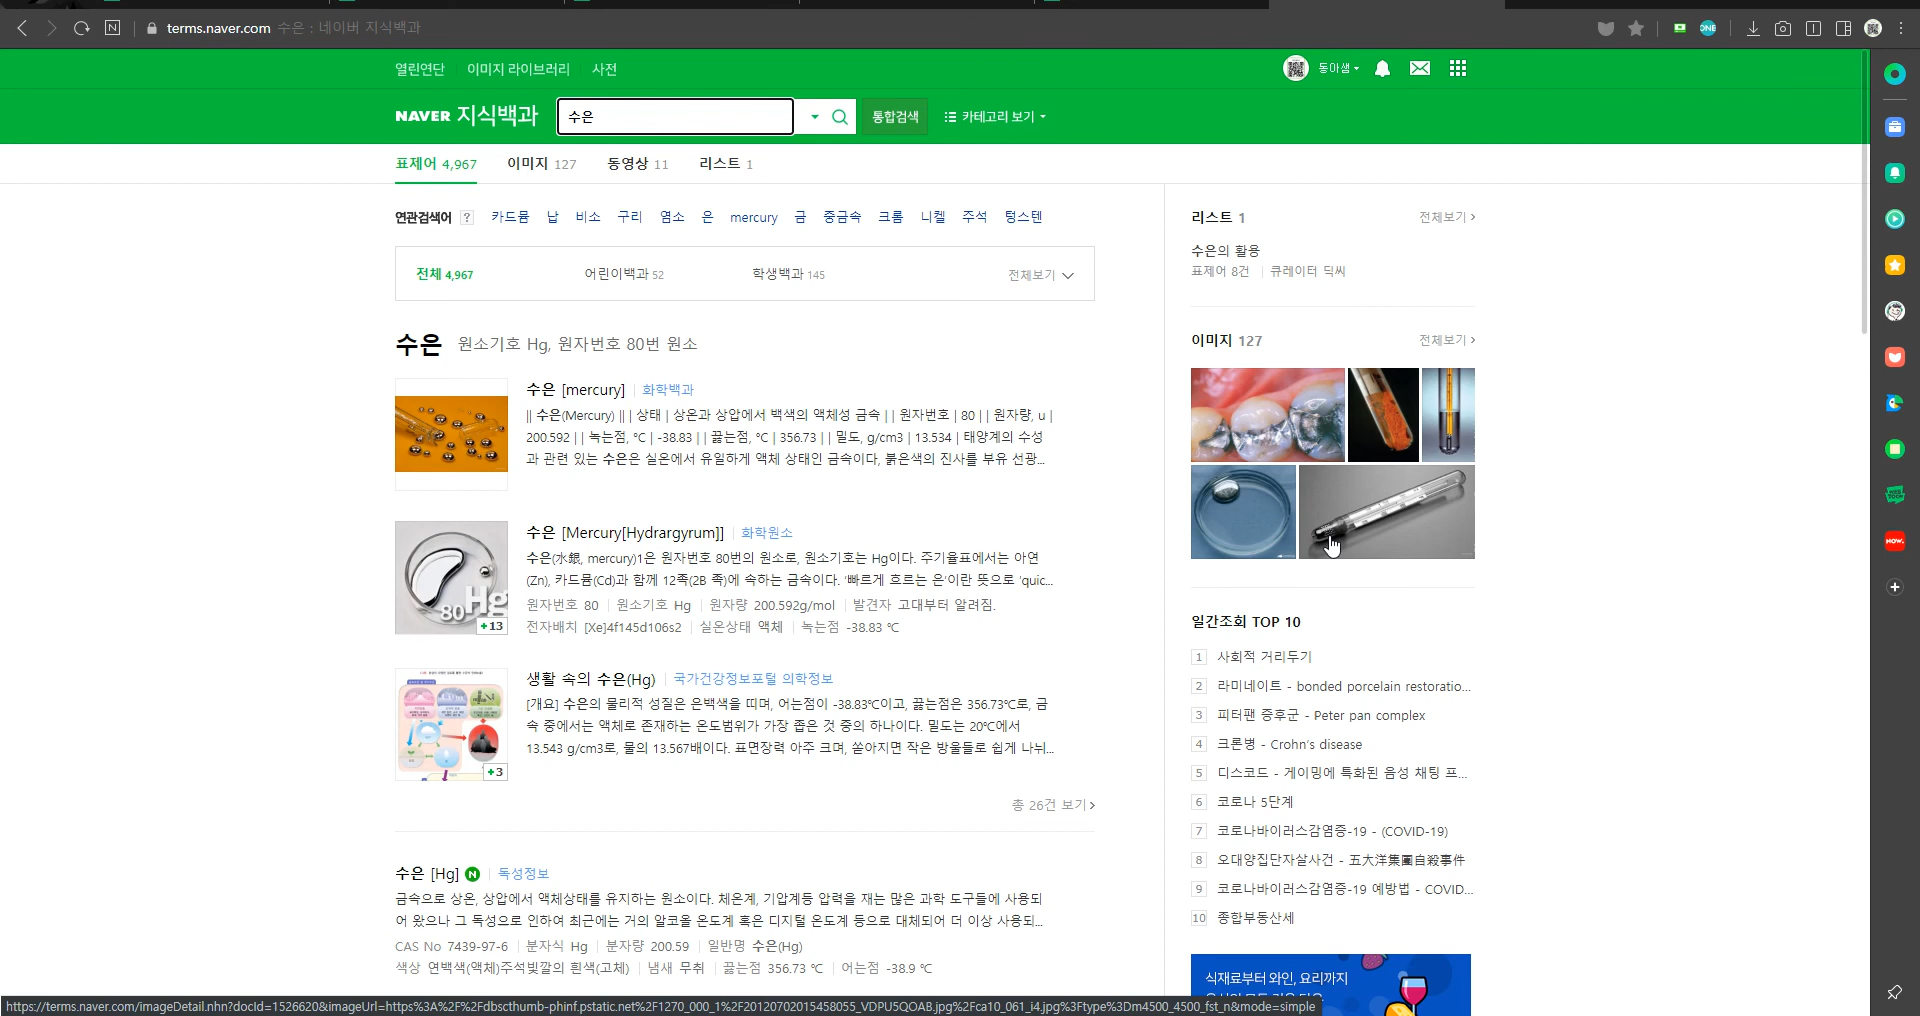 terms.naver.com 수은 : 네이버 지식백과
열린연단 이미지 라이브러리 사전 동아샘
NAVER 지식백과 수은 통합검색 카테고리 보기
표제어 4,967 이미지 127 동영상 11 리스트 1
연관검색어 ? 카드뮴 납 비소 구리 염소 은 mercury 금 중금속 크롬 니켈 주석 텅스텐
전체 4,967 어린이백과 52 학생백과 145 전체보기
수은 원소기호 Hg, 원자번호 80번 원소
수은 [mercury] 화학백과
|| 수은(Mercury) || | 상태 | 상온과 상압에서 백색의 액체성 금속 | | 원자번호 | 80 | | 원자량, u |
200.592 | | 녹는점, ℃ | -38.83 | | 끓는점, ℃ | 356.73 | | 밀도, g/cm3 | 13.534 | 태양계의 수성
과 관련 있는 수은은 실온에서 유일하게 액체 상태인 금속이다, 붉은색의 진사를 부유 선광...
80Hg
+13
수은 [Mercury[Hydrargyrum]] 화학원소
수은(水銀, mercury)1은 원자번호 80번의 원소로, 원소기호는 Hg이다. 주기율표에서는 아연
(Zn), 카드뮴(Cd)과 함께 12족(2B 족)에 속하는 금속이다. '빠르게 흐르는 은'이란 뜻으로 'quic...
원자번호 80 원소기호 Hg 원자량 200.592g/mol 발견자 고대부터 알려짐.
전자배치 [Xe]4f145d106s2 실온상태 액체 녹는점 -38.83 ℃
+3
생활 속의 수은(Hg) 국가건강정보포털 의학정보
[개요] 수은의 물리적 성질은 은백색을 띠며, 어는점이 -38.83℃이고, 끓는점은 356.73℃로, 금
속 중에서는 액체로 존재하는 온도범위가 가장 좁은 것 중의 하나이다. 밀도는 20℃에서
13.543 g/cm3로, 물의 13.567배이다. 표면장력 아주 크며, 쏟아지면 작은 방울들로 쉽게 나뉘...
총 26건 보기
수은 [Hg] N 독성정보
금속으로 상온, 상압에서 액체상태를 유지하는 원소이다. 체온계, 기압계등 압력을 재는 많은 과학 도구들에 사용되
어 왔으나 그 독성으로 인하여 최근에는 거의 알코올 온도계 혹은 디지털 온도계 등으로 대체되어 더 이상 사용되...
CAS No 7439-97-6 분자식 Hg 분자량 200.59 일반명 수은(Hg)
색상 연백색(액체)주석빛깔의 흰색(고체) 냄새 무취 끓는점 356.73 ℃ 어는점 -38.9 ℃
리스트 1 전체보기
수은의 활용
표제어 8건 큐레이터 딕씨
이미지 127 전체보기
일간조회 TOP 10
1 사회적 거리두기
2 라미네이트 - bonded porcelain restoratio...
3 피터팬 증후군 - Peter pan complex
4 크론병 - Crohn's disease
5 디스코드 - 게이밍에 특화된 음성 채팅 프...
6 코로나 5단계
7 코로나바이러스감염증-19 - (COVID-19)
8 오대양집단자살사건 - 五大洋集團自殺事件
9 코로나바이러스감염증-19 예방법 - COVID...
10 종합부동산세
식재료부터 와인, 요리까지
NOW.
https://terms.naver.com/imageDetail.nhn?docId=1526620&imageUrl=https%3A%2F%2Fdbscthumb-phinf.pstatic.net%2F1270_000_1%2F20120702015458055_VDPU5QOAB.jpg%2Fca10_061_i4.jpg%3Ftype%3Dm4500_4500_fst_n&mode=simple